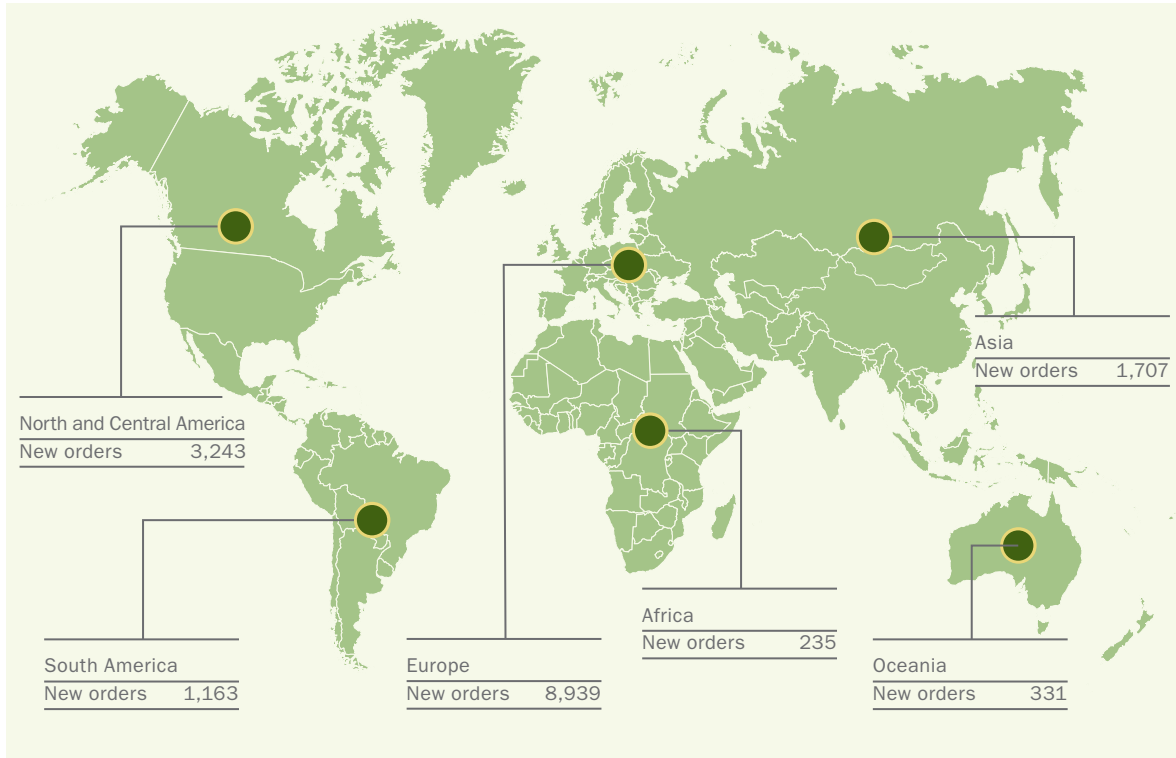 Asia
New orders 1,707
North and Central America
New orders 3,243
Africa
New orders 235
South America
New orders 1,163
Europe
New orders 8,939
Oceania
New orders 331